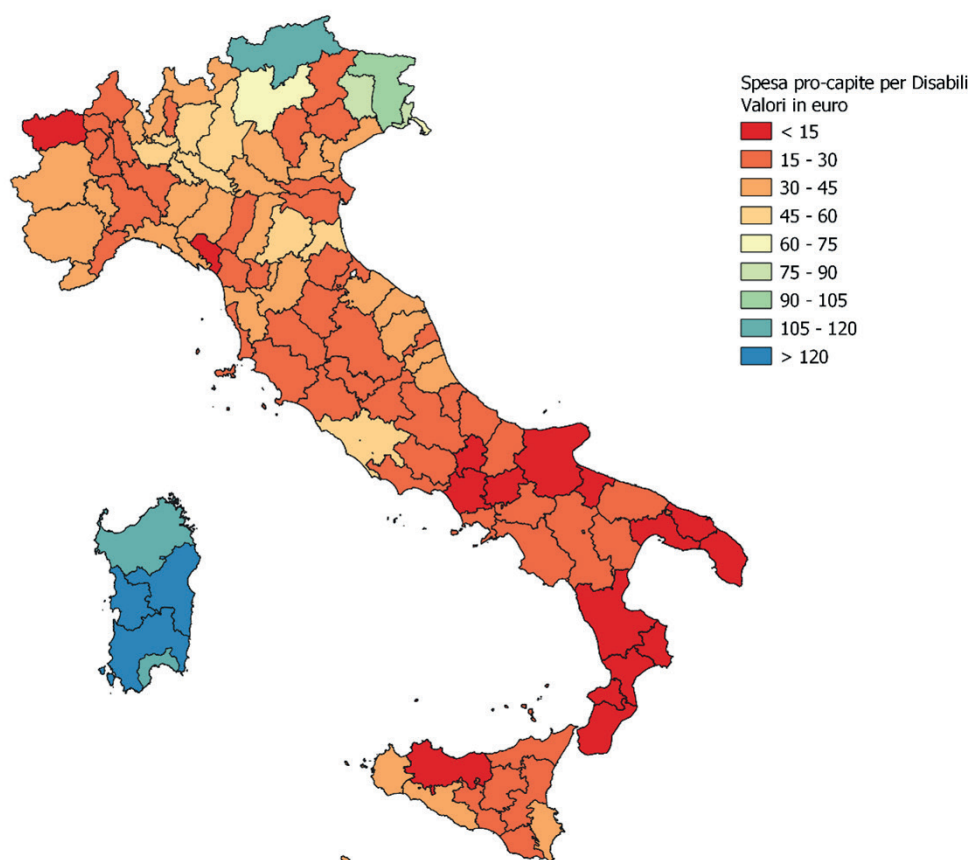 Spesa pro-capite per Disabili
Valori in euro
< 15
15 - 30
30 - 45
45 - 60
60 - 75
75 - 90
90 - 105
105 - 120
> 120